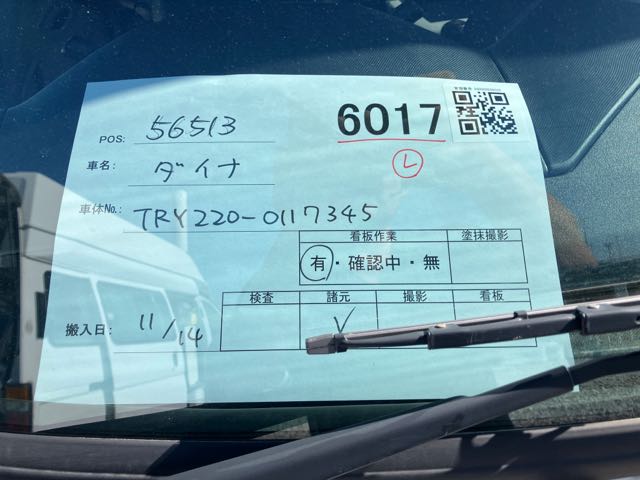 POS: 56513
6017
Ⓛ
車名: ダイナ
車体No.: TRY220-0117345
看板作業 塗抹撮影
有・確認中・無
検査 諸元 撮影 看板
搬入日: 11/14 ✓